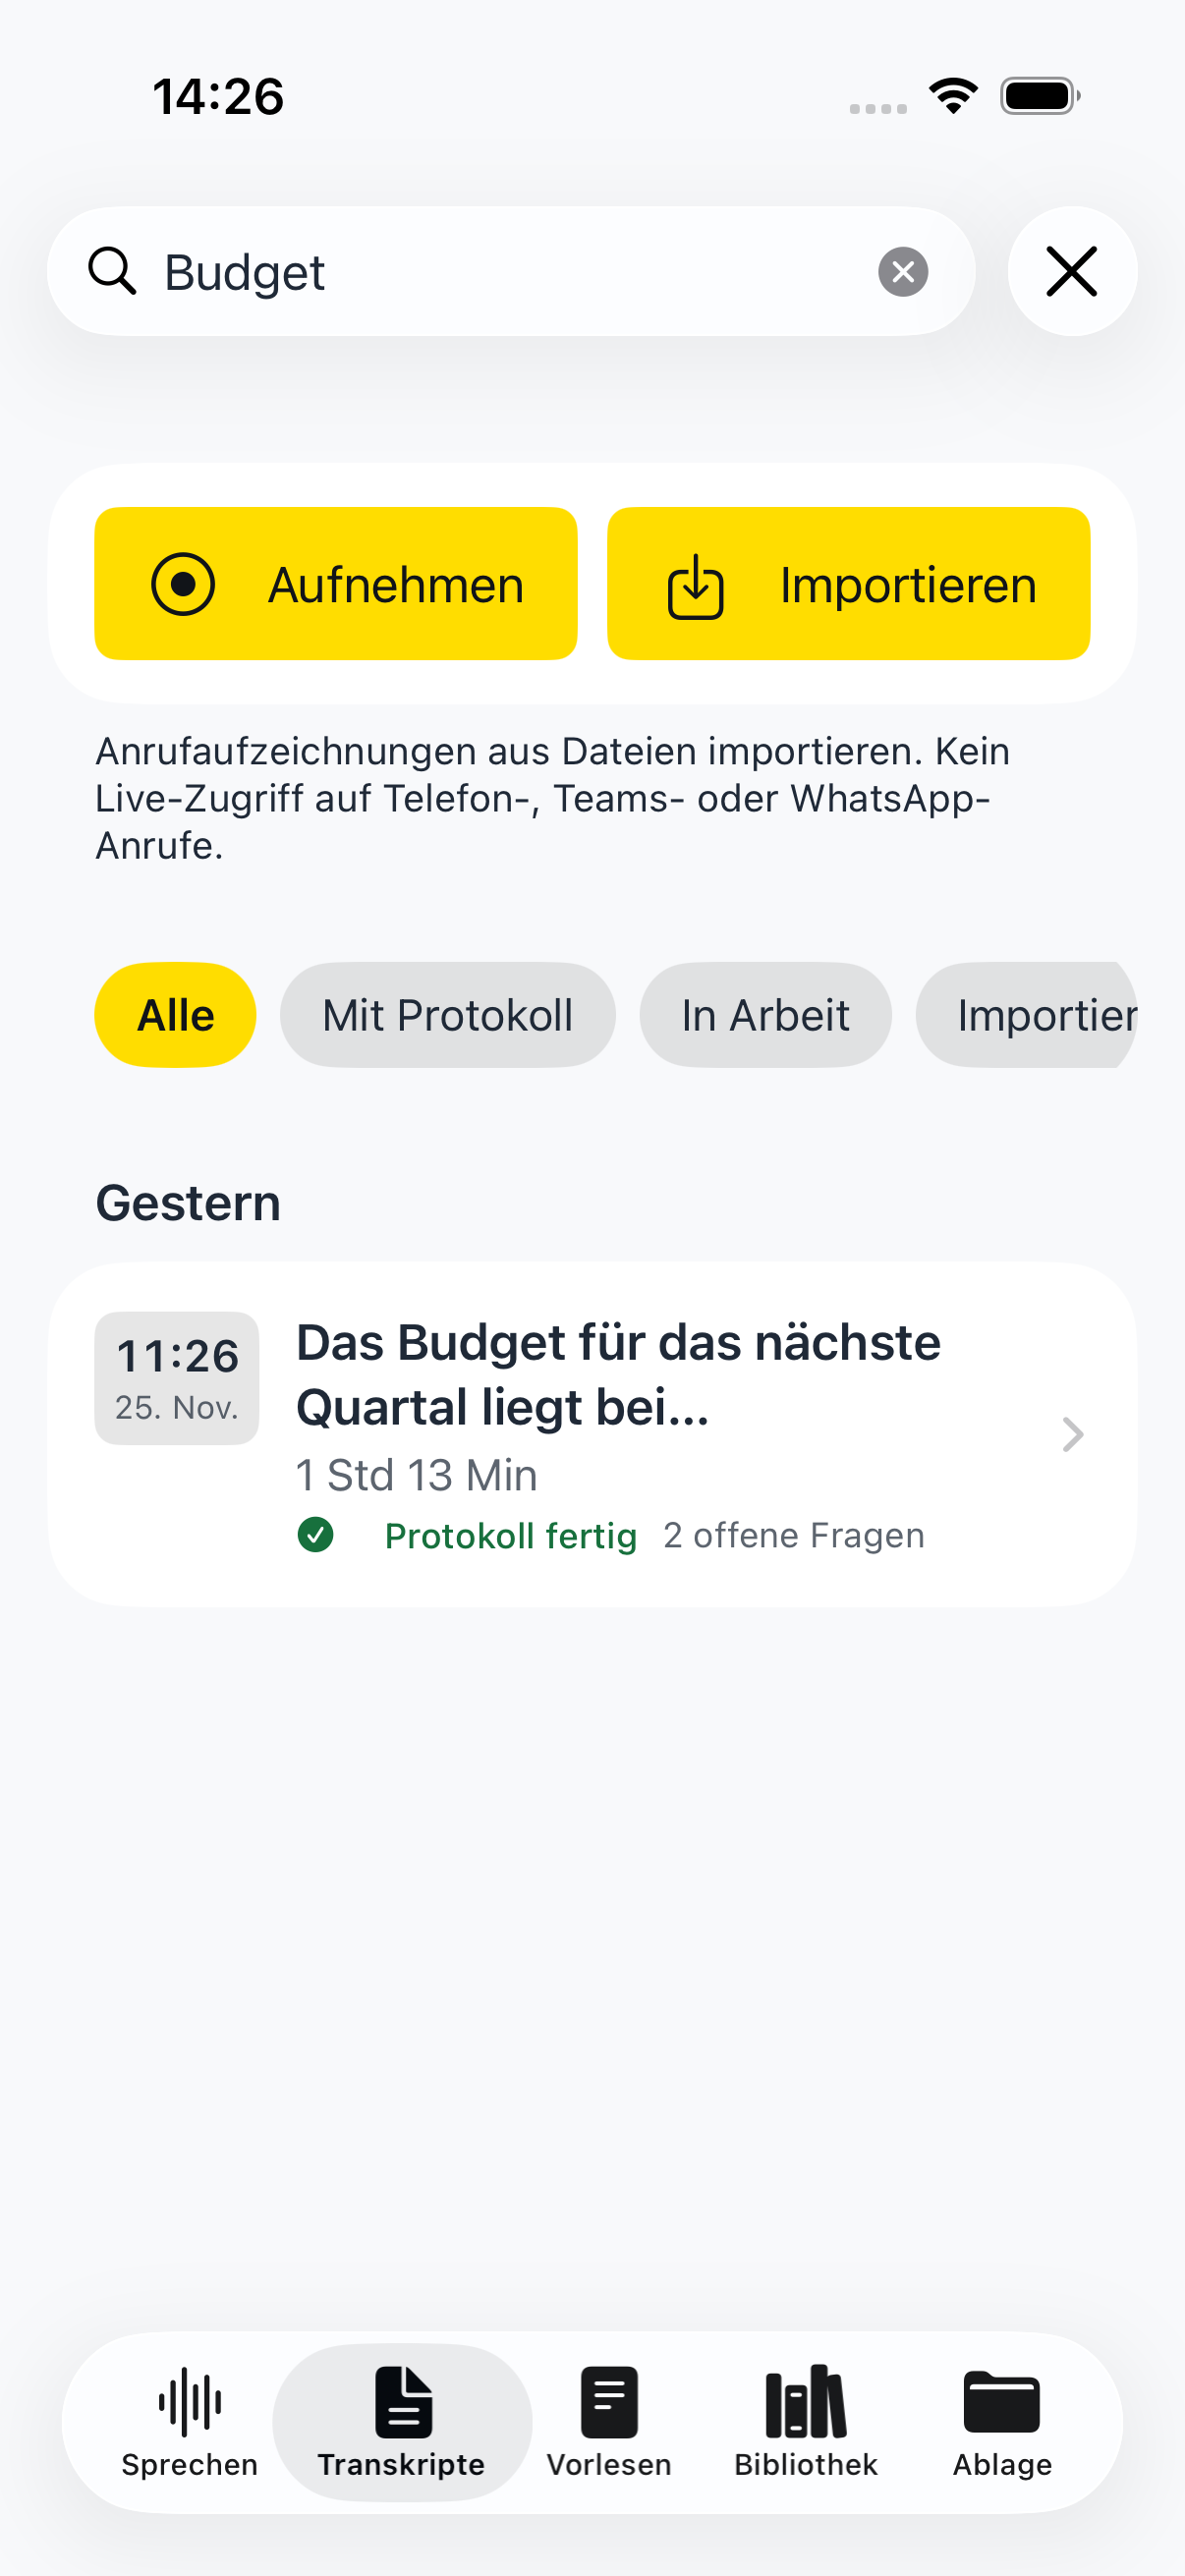 14:26
Budget
Aufnehmen
Importieren
Anrufaufzeichnungen aus Dateien importieren. Kein
Live-Zugriff auf Telefon-, Teams- oder WhatsApp-
Anrufe.
Alle
Mit Protokoll
In Arbeit
Importier
Gestern
11:26
25. Nov.
Das Budget für das nächste
Quartal liegt bei...
1 Std 13 Min
Protokoll fertig 2 offene Fragen
Sprechen
Transkripte
Vorlesen
Bibliothek
Ablage